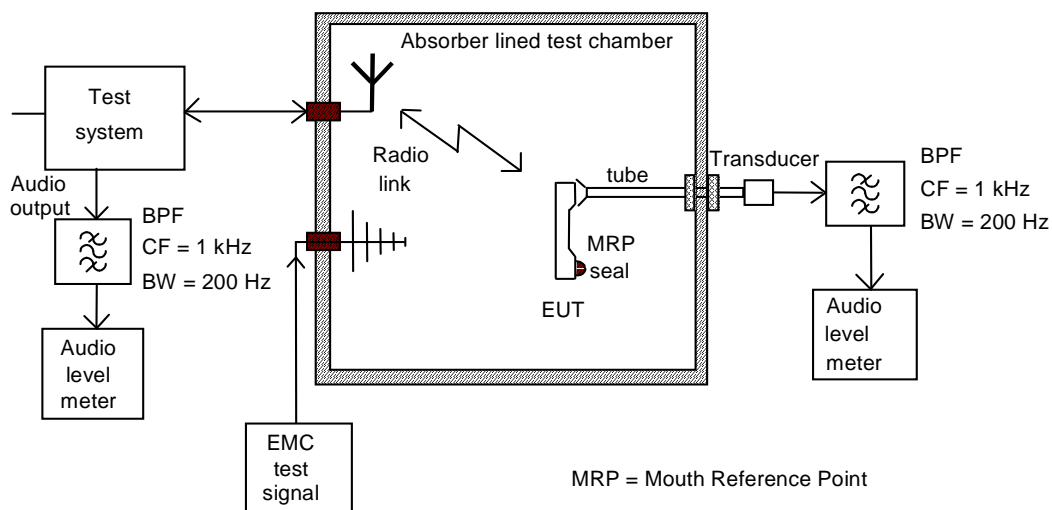 Absorber lined test chamber
Test
system
Radio
link
Audio
output
BPF
CF = 1 kHz
BW = 200 Hz
Audio
level
meter
EMC
test
signal
tube
Transducer
MRP
seal
EUT
BPF
CF = 1 kHz
BW = 200 Hz
Audio
level meter
MRP = Mouth Reference Point